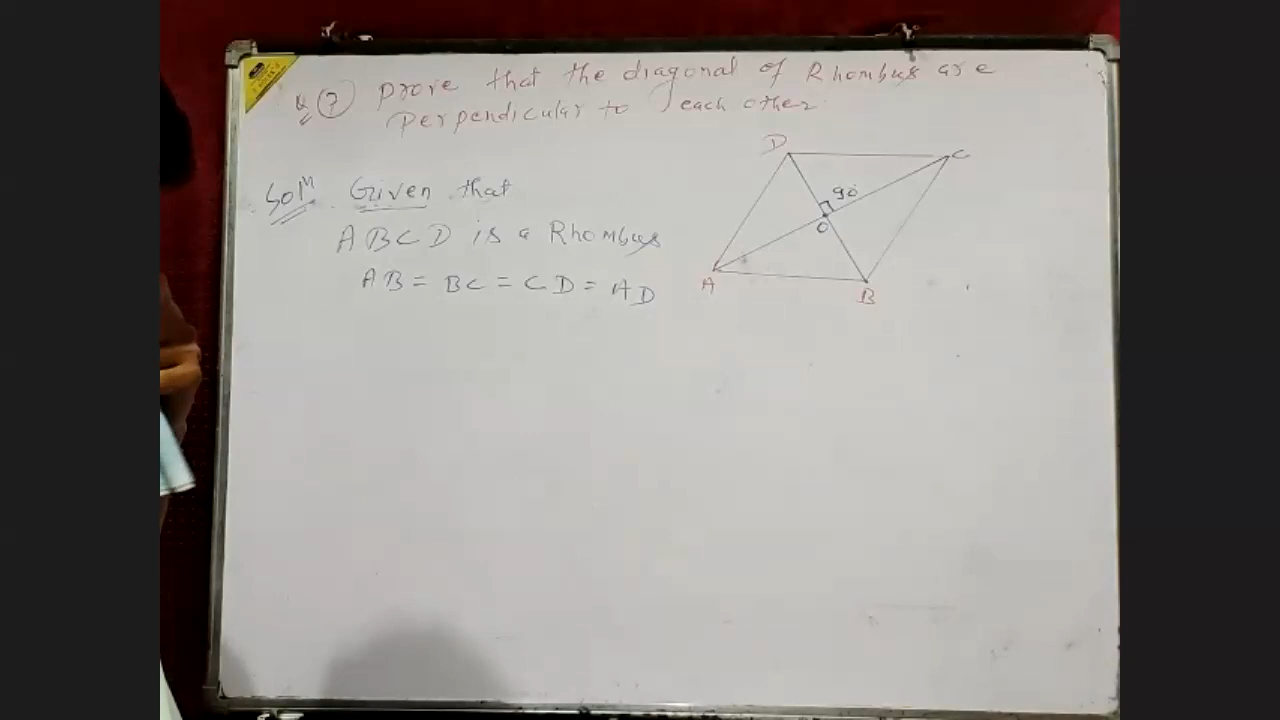 Q (7) Prove that the diagonal of Rhombus are
Perpendicular to each other.
Solⁿ Given that
ABCD is a Rhombus
AB = BC = CD = AD
D
C
90°
O
A
B